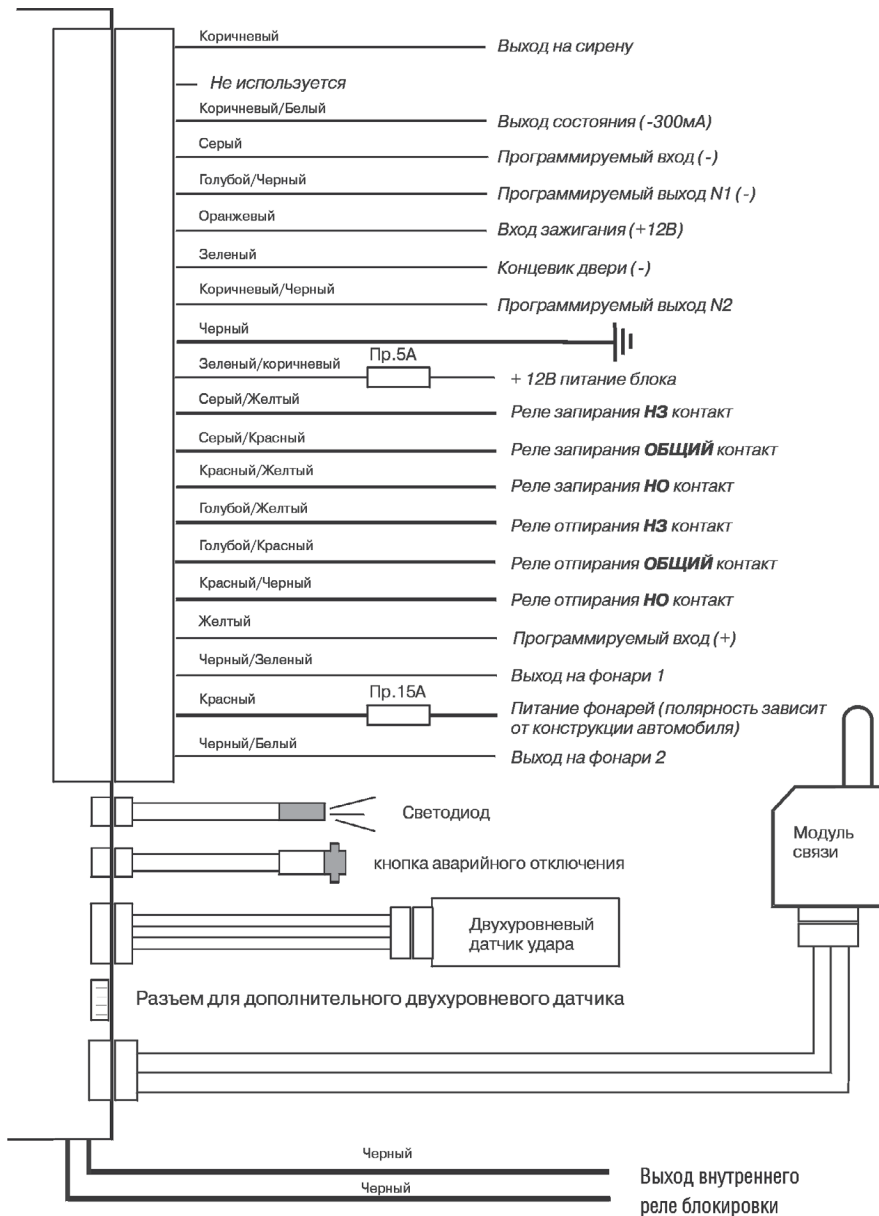 Коричневый
Выход на сирену
Не используется
Коричневый/Белый
Выход состояния (-300мА)
Серый
Программируемый вход (-)
Голубой/Черный
Программируемый выход N1 (-)
Оранжевый
Вход зажигания (+12В)
Зеленый
Концевик двери (-)
Коричневый/Черный
Программируемый выход N2
Черный
Зеленый/коричневый
Пр.5А
+ 12В питание блока
Серый/Желтый
Реле запирания НЗ контакт
Серый/Красный
Реле запирания ОБЩИЙ контакт
Красный/Желтый
Реле запирания НО контакт
Голубой/Желтый
Реле отпирания НЗ контакт
Голубой/Красный
Реле отпирания ОБЩИЙ контакт
Красный/Черный
Реле отпирания НО контакт
Желтый
Программируемый вход (+)
Черный/Зеленый
Выход на фонари 1
Красный
Пр.15А
Питание фонарей (полярность зависит
от конструкции автомобиля)
Черный/Белый
Выход на фонари 2
Светодиод
Модуль
связи
кнопка аварийного отключения
Двухуровневый
датчик удара
Разъем для дополнительного двухуровневого датчика
Черный
Черный
Выход внутреннего
реле блокировки